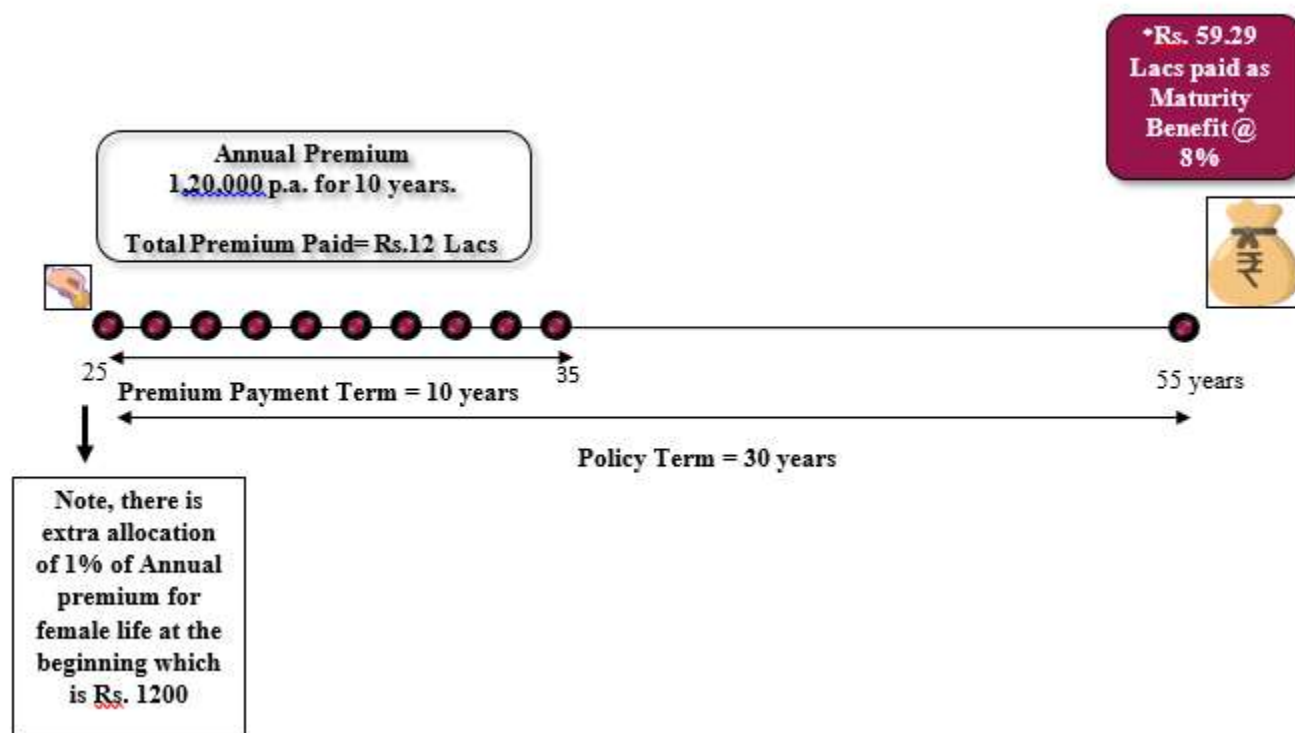 *Rs. 59.29
Lacs paid as
Maturity
Benefit @
8%
Annual Premium
1,20,000 p.a. for 10 years.
Total Premium Paid= Rs.12 Lacs
₹
25
35
55 years
Premium Payment Term = 10 years
Policy Term = 30 years
Note, there is
extra allocation
of 1% of Annual
premium for
female life at the
beginning which
is Rs. 1200